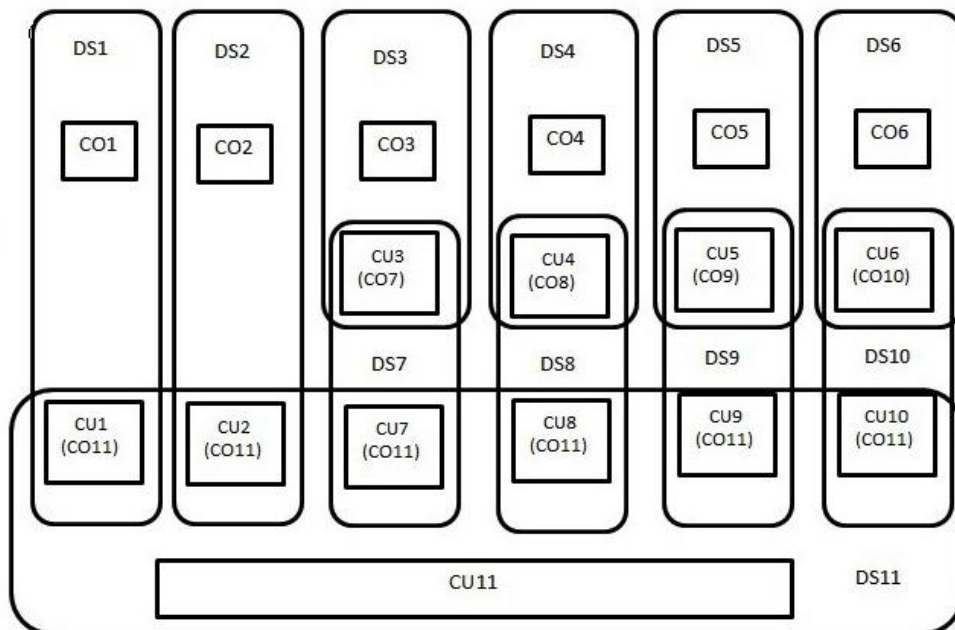 DS1
DS2
DS3
DS4
DS5
DS6
CO1
CO2
CO3
CO4
CO5
CO6
CU3
(CO7)
CU4
(CO8)
CU5
(CO9)
CU6
(CO10)
DS7
DS8
DS9
DS10
CU1
(CO11)
CU2
(CO11)
CU7
(CO11)
CU8
(CO11)
CU9
(CO11)
CU10
(CO11)
CU11
DS11